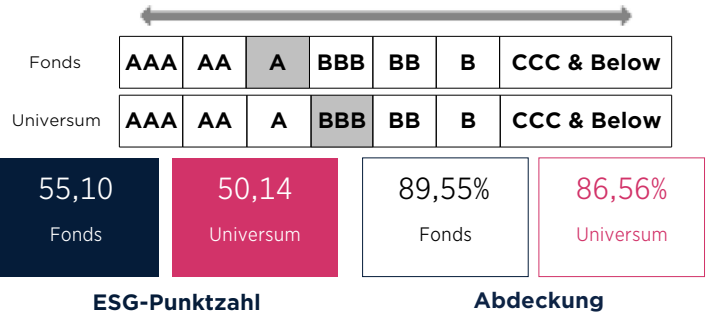 Fonds AAA AA A BBB BB B CCC & Below
Universum AAA AA A BBB BB B CCC & Below
55,10 50,14 89,55% 86,56%
Fonds Universum Fonds Universum
ESG-Punktzahl Abdeckung